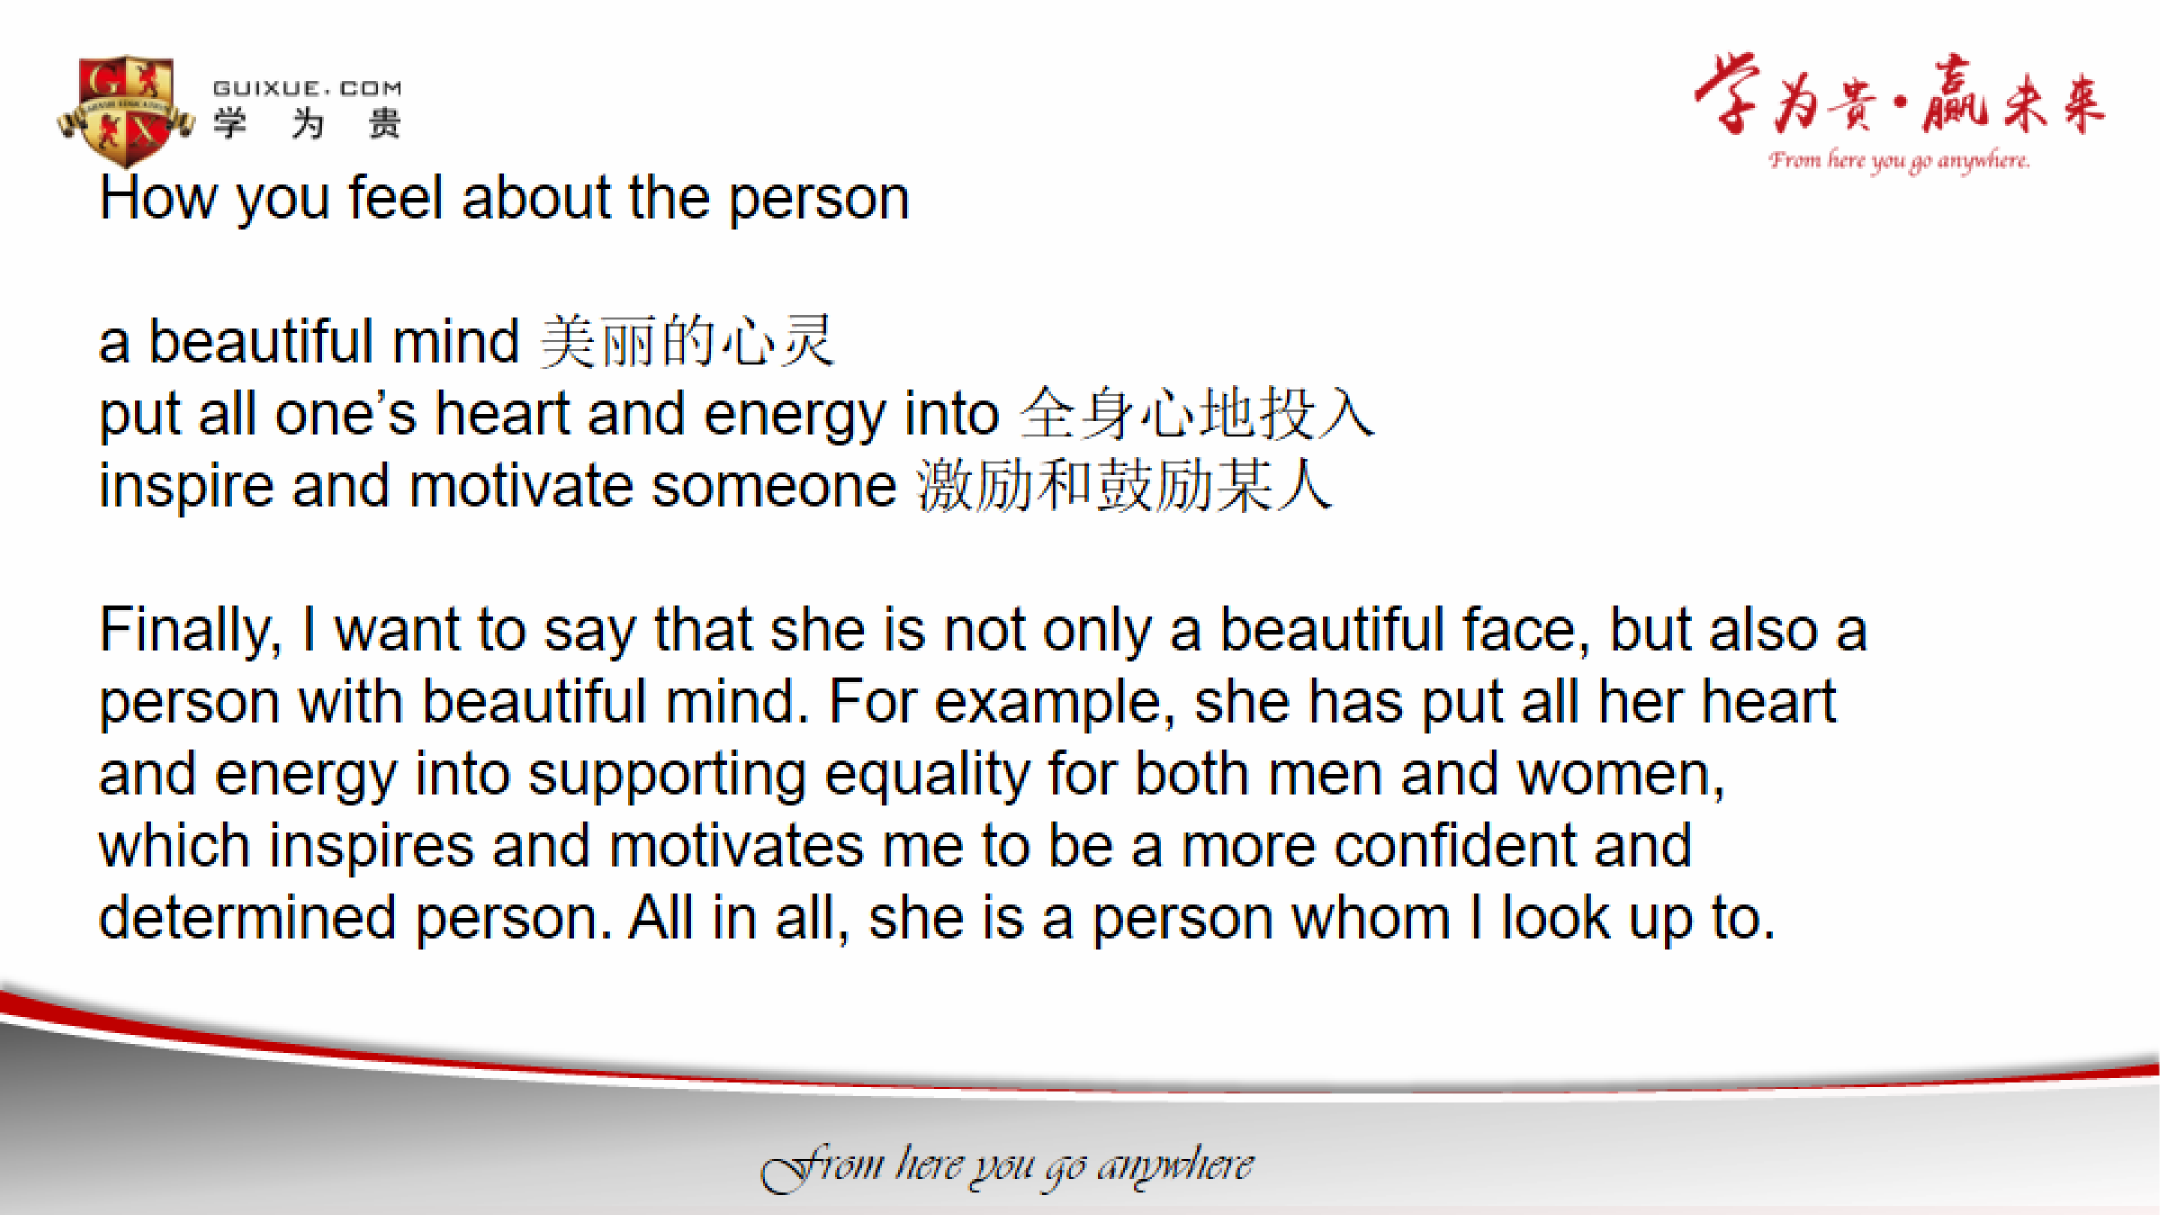 GUIXUE.COM
学为贵
学为贵·赢未来
From here you go anywhere.
How you feel about the person
a beautiful mind 美丽的心灵
put all one’s heart and energy into 全身心地投入
inspire and motivate someone 激励和鼓励某人
Finally, I want to say that she is not only a beautiful face, but also a
person with beautiful mind. For example, she has put all her heart
and energy into supporting equality for both men and women,
which inspires and motivates me to be a more confident and
determined person. All in all, she is a person whom I look up to.
From here you go anywhere